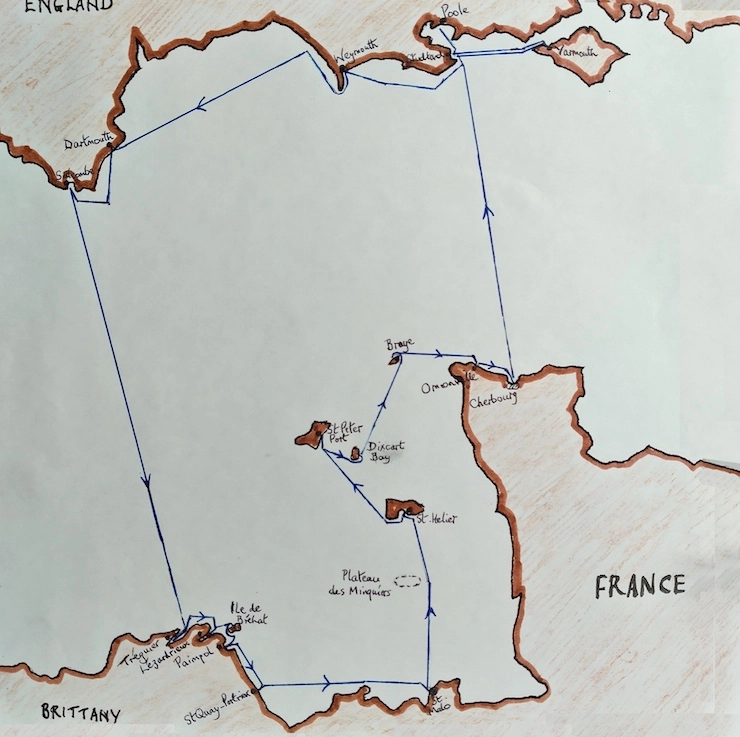 ENGLAND
Poole
Weymouth
Studland
Yarmouth
Dartmouth
Salcombe
Braye
Omonville
Cherbourg
St Peter
Port
Dixcart
Bay
St. Helier
Plateau
des Minquiers
FRANCE
Ile de
Bréhat
Tréguier
Lézardrieux
Paimpol
St Quay-Portrieux
St.
Malo
BRITTANY